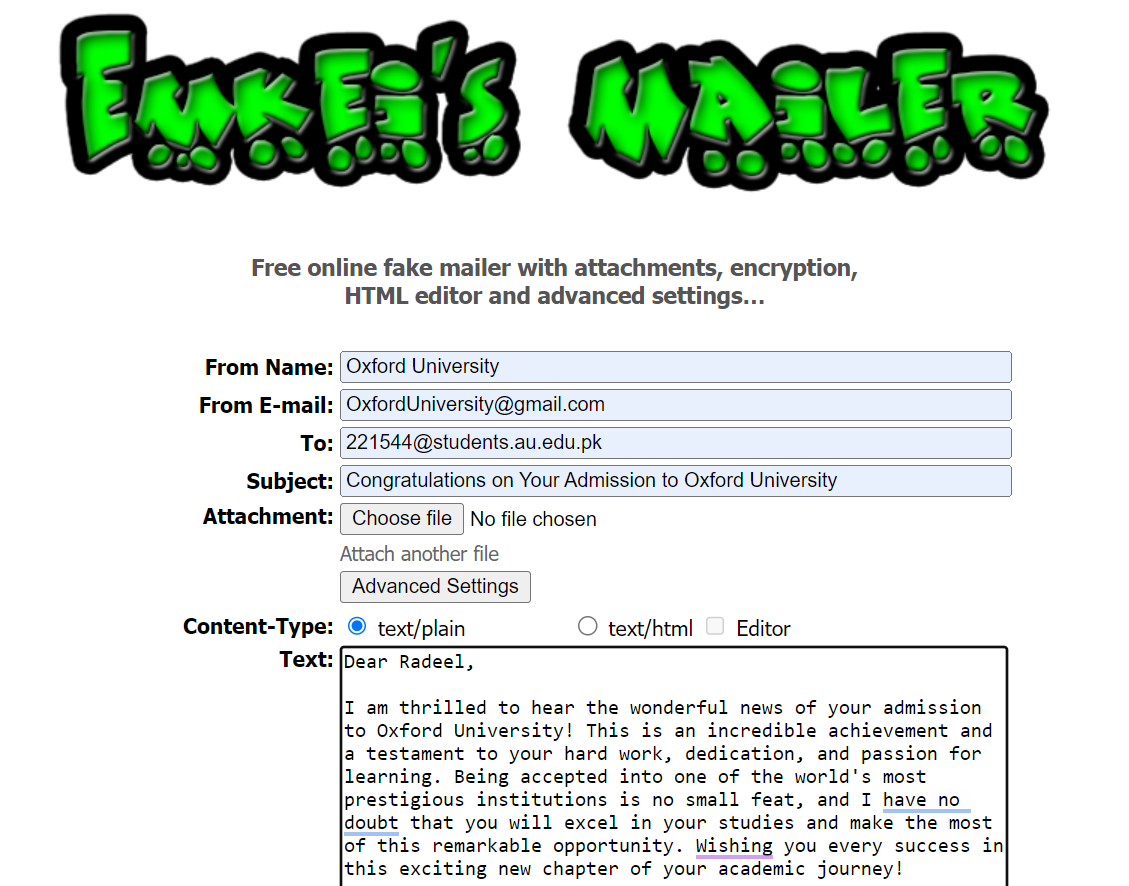 Emkei's Mailer
Free online fake mailer with attachments, encryption,
HTML editor and advanced settings...
From Name: Oxford University
From E-mail: OxfordUniversity@gmail.com
To: 221544@students.au.edu.pk
Subject: Congratulations on Your Admission to Oxford University
Attachment: Choose file No file chosen
Attach another file
Advanced Settings
Content-Type: text/plain text/html Editor
Text: Dear Radeel,
I am thrilled to hear the wonderful news of your admission
to Oxford University! This is an incredible achievement and
a testament to your hard work, dedication, and passion for
learning. Being accepted into one of the world's most
prestigious institutions is no small feat, and I have no
doubt that you will excel in your studies and make the most
of this remarkable opportunity. Wishing you every success in
this exciting new chapter of your academic journey!